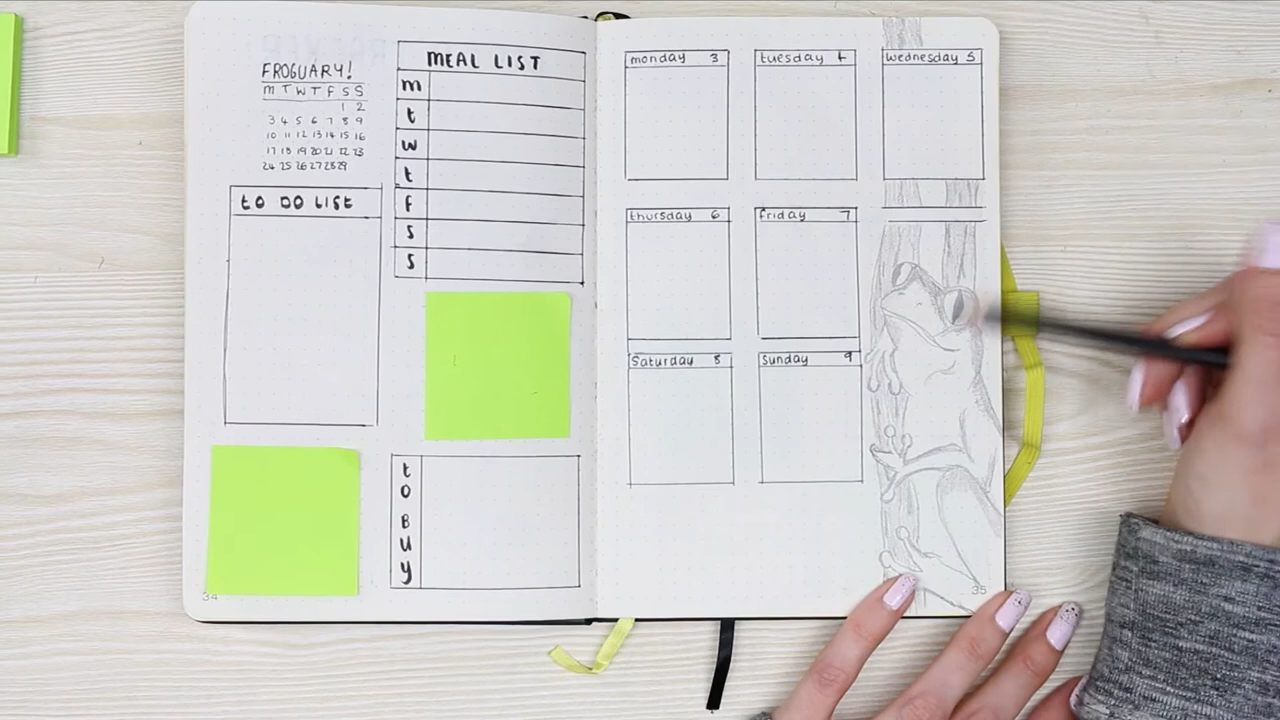 FROGUARY!
M T W T F S S
1 2
3 4 5 6 7 8 9
10 11 12 13 14 15 16
17 18 19 20 21 22 23
24 25 26 27 28 29
TO DO LIST
34
MEAL LIST
m
t
w
t
f
s
s
to Buy
monday 3
tuesday 4
wednesday 5
thursday 6
friday 7
Saturday 8
Sunday 9
35